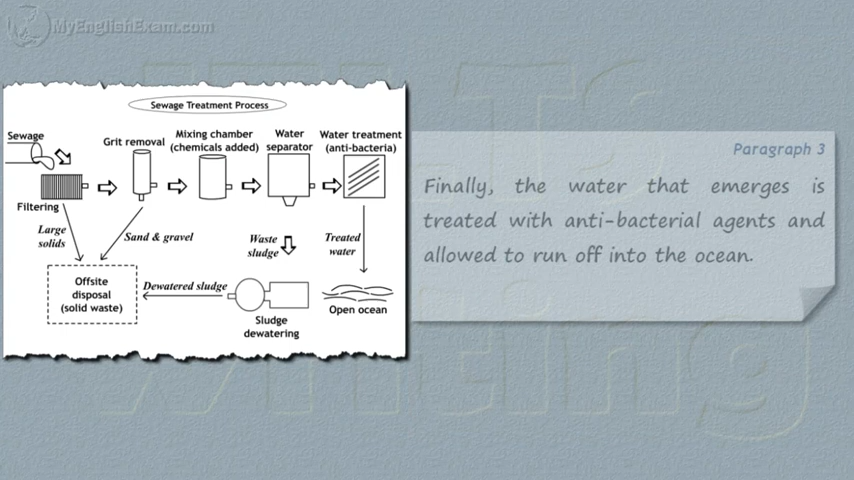 MyEnglishExam.com
Sewage Treatment Process
Sewage
Grit removal
Mixing chamber
(chemicals added)
Water
separator
Water treatment
(anti-bacteria)
Filtering
Large
solids
Sand & gravel
Waste
sludge
Treated
water
Offsite
disposal
(solid waste)
Dewatered sludge
Sludge
dewatering
Open ocean
Paragraph 3
Finally, the water that emerges is
treated with anti-bacterial agents and
allowed to run off into the ocean.
IELTS
Writing